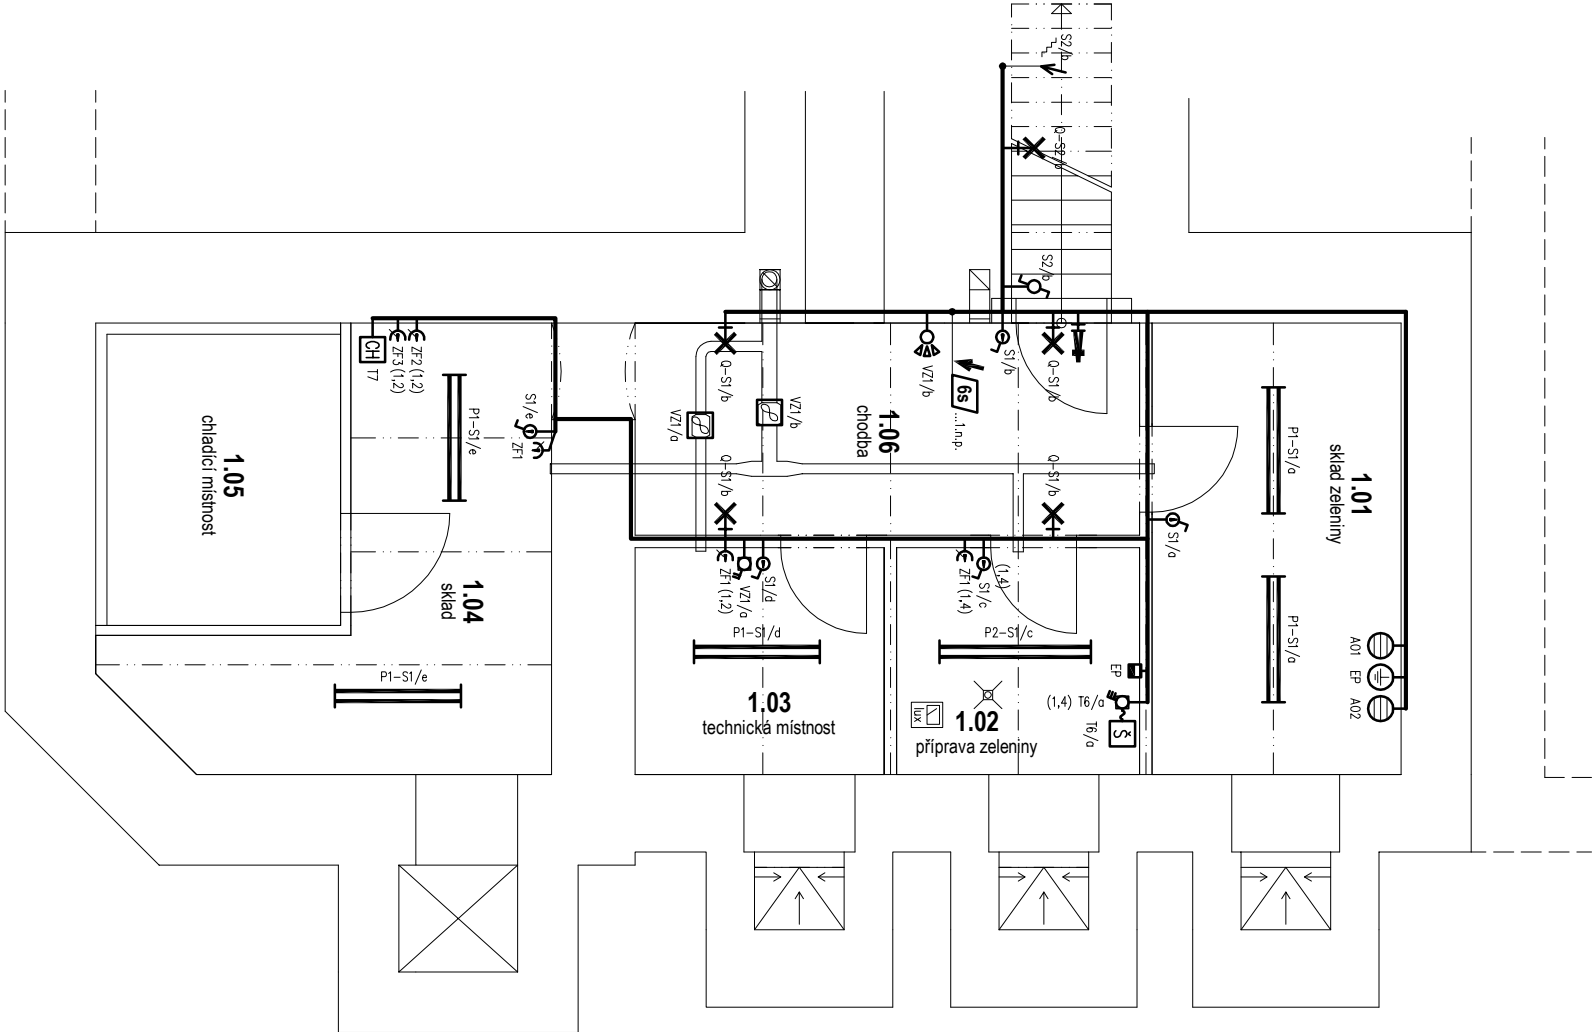 S2/b
Q-S2/b
S2/b
CH
T7
ZF3 (1,2)
ZF2 (1,2)
P1-S1/e
S1/e
ZF1
1.05
chladící místnost
1.04
sklad
P1-S1/e
Q-S1/b
VZ1/a
VZ1/b
Q-S1/b
1.06
chodba
VZ1/b
6s
...1.n.p.
S1/b
Q-S1/b
Q-S1/b
P1-S1/a
1.01
sklad zeleniny
S1/a
P1-S1/a
A01
EP
A02
ZF1 (1,2)
VZ1/a
S1/d
P1-S1/d
1.03
technická místnost
ZF1 (1,4)
S1/c
(1,4)
P2-S1/c
EP
(1,4) T6/a
Š
T6/a
lux
1.02
příprava zeleniny